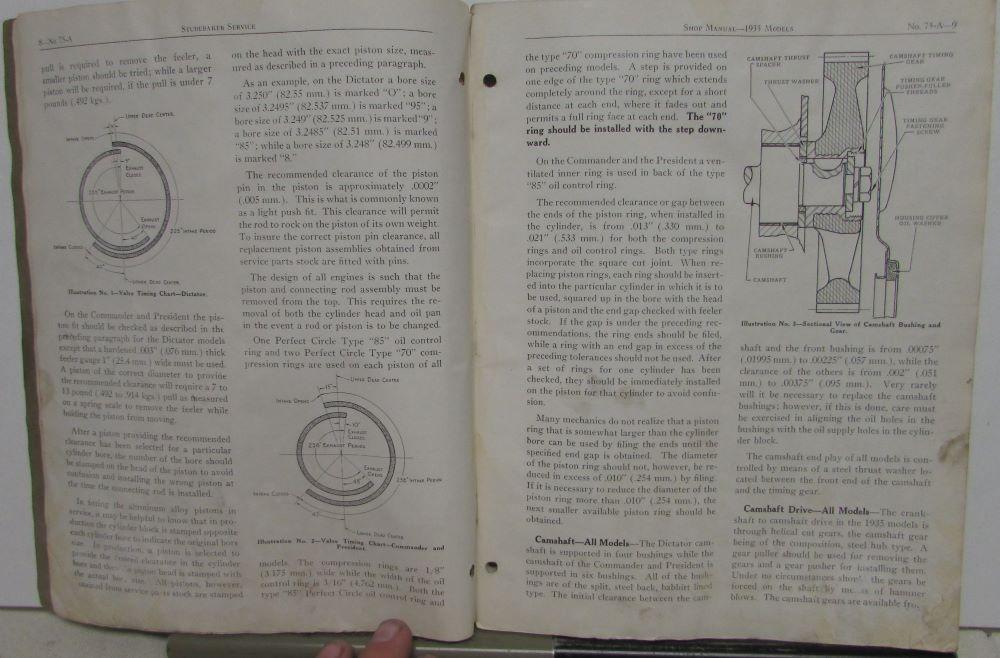 8—No 75-A
STUDEBAKER SERVICE
pull is required to remove the feeler, a
smaller piston should be tried; while a larger
piston will be required, if the pull is under 7
pounds (.492 kgs.).
UPPER DEAD CENTER
INTAKE OPENS
5°
EXHAUST CLOSES
EXHAUST PERIOD
EXHAUST OPENS
225° INTAKE PERIOD
INTAKE CLOSES
LOWER DEAD CENTER
Illustration No. 1—Valve Timing Chart—Dictator.
On the Commander and President the pis-
ton fit should be checked as described in the
preceding paragraph for the Dictator models
except that a hardened .003" (.076 mm.) thick
feeler gauge 1" (25.4 mm.) wide must be used.
A piston of the correct diameter to provide
the recommended clearance will require a 7 to
13 pound (.492 to .914 kgs.) pull as measured
on a spring scale to remove the feeler while
holding the piston from moving.
After a piston providing the recommended
clearance has been selected for a particular
cylinder bore, the number of the bore should
be stamped on the head of the piston to avoid
confusion and installing the wrong piston at
the time the connecting rod is installed.
In fitting the aluminum alloy pistons in
service, it may be helpful to know that in pro-
duction the cylinder block is stamped opposite
each cylinder bore to indicate the original bore
size. In production, a piston is selected to
provide the correct clearance in the cylinder
bores and the piston head is stamped with
the actual bore size. All pistons, however,
obtained from service parts stock are stamped
on the head with the exact piston size, meas-
ured as described in a preceding paragraph.
As an example, on the Dictator a bore size
of 3.250" (82.55 mm.) is marked "O"; a bore
size of 3.2495" (82.537 mm.) is marked "95"; a
bore size of 3.249" (82.525 mm.) is marked "9";
a bore size of 3.2485" (82.51 mm.) is marked
"85"; while a bore size of 3.248" (82.499 mm.)
is marked "8."
The recommended clearance of the piston
pin in the piston is approximately .0002"
(.005 mm.). This is what is commonly known
as a light push fit. This clearance will permit
the rod to rock on the piston of its own weight.
To insure the correct piston pin clearance, all
replacement piston assemblies obtained from
service parts stock are fitted with pins.
The design of all engines is such that the
piston and connecting rod assembly must be
removed from the top. This requires the re-
moval of both the cylinder head and oil pan
in the event a rod or piston is to be changed.
One Perfect Circle Type "85" oil control
ring and two Perfect Circle Type "70" com-
pression rings are used on each piston of all
UPPER DEAD CENTER
15°
INTAKE OPENS
10°
EXHAUST CLOSES
EXHAUST PERIOD
EXHAUST OPENS
INTAKE PERIOD
INTAKE CLOSES
LOWER DEAD CENTER
Illustration No. 2—Valve Timing Chart—Commander and
President.
models. The compression rings are 1/8"
(3.175 mm.) wide while the width of the oil
control ring is 3/16" (4.762 mm.). Both the
type "85" Perfect Circle oil control ring and
SHOP MANUAL—1935 MODELS
No. 75-A—9
the type "70" compression ring have been used
on preceding models. A step is provided on
one edge of the type "70" ring which extends
completely around the ring, except for a short
distance at each end, where it fades out and
permits a full ring face at each end. The "70"
ring should be installed with the step down-
ward.
On the Commander and the President a ven-
tilated inner ring is used in back of the type
"85" oil control ring.
The recommended clearance or gap between
the ends of the piston ring, when installed in
the cylinder, is from .013" (.330 mm.) to
.021" (.533 mm.) for both the compression
rings and oil control rings. Both type rings
incorporate the square cut joint. When re-
placing piston rings, each ring should be insert-
ed into the particular cylinder in which it is to
be used, squared up in the bore with the head
of a piston and the end gap checked with feeler
stock. If the gap is under the preceding rec-
ommendations, the ring ends should be filed,
while a ring with an end gap in excess of the
preceding tolerances should not be used. After
a set of rings for one cylinder has been
checked, they should be immediately installed
on the piston for that cylinder to avoid confu-
sion.
Many mechanics do not realize that a piston
ring that is somewhat larger than the cylinder
bore can be used by filing the ends until the
specified end gap is obtained. The diameter
of the piston ring should not, however, be re-
duced in excess of .010" (.254 mm.) by filing.
If it is necessary to reduce the diameter of the
piston ring more than .010" (.254 mm.), the
next smaller available piston ring should be
obtained.
Camshaft—All Models—The Dictator cam-
shaft is supported in four bushings while the
camshaft of the Commander and President is
supported in six bushings. All of the bush-
ings are of the split, steel back, babbitt lined
type. The initial clearance between the cam-
CAMSHAFT THRUST SPACER
THRUST WASHER
CAMSHAFT TIMING GEAR
TIMING GEAR PUSHER-PULLER THREADS
TIMING GEAR FASTENING SCREW
HOUSING COVER OIL WASHER
CAMSHAFT BUSHING
CAMSHAFT
Illustration No. 3—Sectional View of Camshaft Bushing and
Gear.
shaft and the front bushing is from .00075"
(.01995 mm.) to .00225" (.057 mm.), while the
clearance of the others is from .002" (.051
mm.) to .00375" (.095 mm.). Very rarely
will it be necessary to replace the camshaft
bushings; however, if this is done, care must
be exercised in aligning the oil holes in the
bushings with the oil supply holes in the cylin-
der block.
The camshaft end play of all models is con-
trolled by means of a steel thrust washer lo-
cated between the front end of the camshaft
and the timing gear.
Camshaft Drive—All Models—The crank-
shaft to camshaft drive in the 1935 models is
through helical cut gears, the camshaft gear
being of the composition, steel hub type. A
gear puller should be used for removing the
gears and a gear pusher for installing them.
Under no circumstances should the gears be
forced on the shaft by means of hammer
blows. The camshaft gears are available from